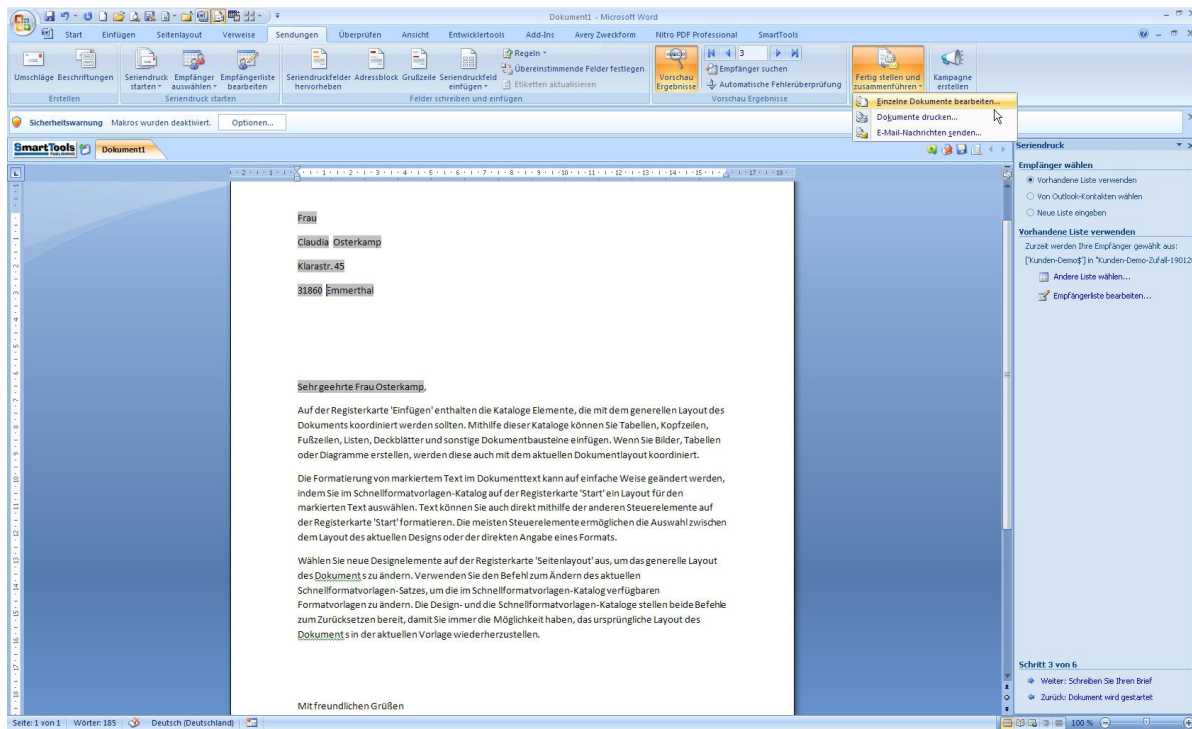 Dokument1 - Microsoft Word
Start Einfügen Seitenlayout Verweise Sendungen Überprüfen Ansicht Entwicklertools Add-Ins Avery Zweckform Nitro PDF Professional SmartTools
Umschläge Beschriftungen
Erstellen
Seriendruck starten Empfänger auswählen Empfängerliste bearbeiten
Seriendruck starten
Seriendruckfelder hervorheben Adressblock Grußzeile Seriendruckfeld einfügen
Regeln
Übereinstimmende Felder festlegen
Etiketten aktualisieren
Felder schreiben und einfügen
Vorschau Ergebnisse
3
Empfänger suchen
Automatische Fehlerüberprüfung
Vorschau Ergebnisse
Fertig stellen und zusammenführen
Kampagne erstellen
Einzelne Dokumente bearbeiten...
Dokumente drucken...
E-Mail-Nachrichten senden...
Sicherheitswarnung Makros wurden deaktiviert. Optionen...
SmartTools Dokument1
Frau
Claudia Osterkamp
Klarastr. 45
31860 Emmerthal
Sehr geehrte Frau Osterkamp,
Auf der Registerkarte 'Einfügen' enthalten die Kataloge Elemente, die mit dem generellen Layout des
Dokuments koordiniert werden sollten. Mithilfe dieser Kataloge können Sie Tabellen, Kopfzeilen,
Fußzeilen, Listen, Deckblätter und sonstige Dokumentbausteine einfügen. Wenn Sie Bilder, Tabellen
oder Diagramme erstellen, werden diese auch mit dem aktuellen Dokumentlayout koordiniert.
Die Formatierung von markiertem Text im Dokumenttext kann auf einfache Weise geändert werden,
indem Sie im Schnellformatvorlagen-Katalog auf der Registerkarte 'Start' ein Layout für den
markierten Text auswählen. Text können Sie auch direkt mithilfe der anderen Steuerelemente auf
der Registerkarte 'Start' formatieren. Die meisten Steuerelemente ermöglichen die Auswahl zwischen
dem Layout des aktuellen Designs oder der direkten Angabe eines Formats.
Wählen Sie neue Designelemente auf der Registerkarte 'Seitenlayout' aus, um das generelle Layout
des Dokument s zu ändern. Verwenden Sie den Befehl zum Ändern des aktuellen
Schnellformatvorlagen-Satzes, um die im Schnellformatvorlagen-Katalog verfügbaren
Formatvorlagen zu ändern. Die Design- und die Schnellformatvorlagen-Kataloge stellen beide Befehle
zum Zurücksetzen bereit, damit Sie immer die Möglichkeit haben, das ursprüngliche Layout des
Dokument s in der aktuellen Vorlage wiederherzustellen.
Mit freundlichen Grüßen
Seriendruck
Empfänger wählen
Vorhandene Liste verwenden
Von Outlook-Kontakten wählen
Neue Liste eingeben
Vorhandene Liste verwenden
Zurzeit werden Ihre Empfänger gewählt aus:
['Kunden-Demo$'] in "Kunden-Demo-Zufall-19012
Andere Liste wählen...
Empfängerliste bearbeiten...
Schritt 3 von 6
Weiter: Schreiben Sie Ihren Brief
Zurück: Dokument wird gestartet
Seite: 1 von 1 Wörter: 185 Deutsch (Deutschland) 100 %